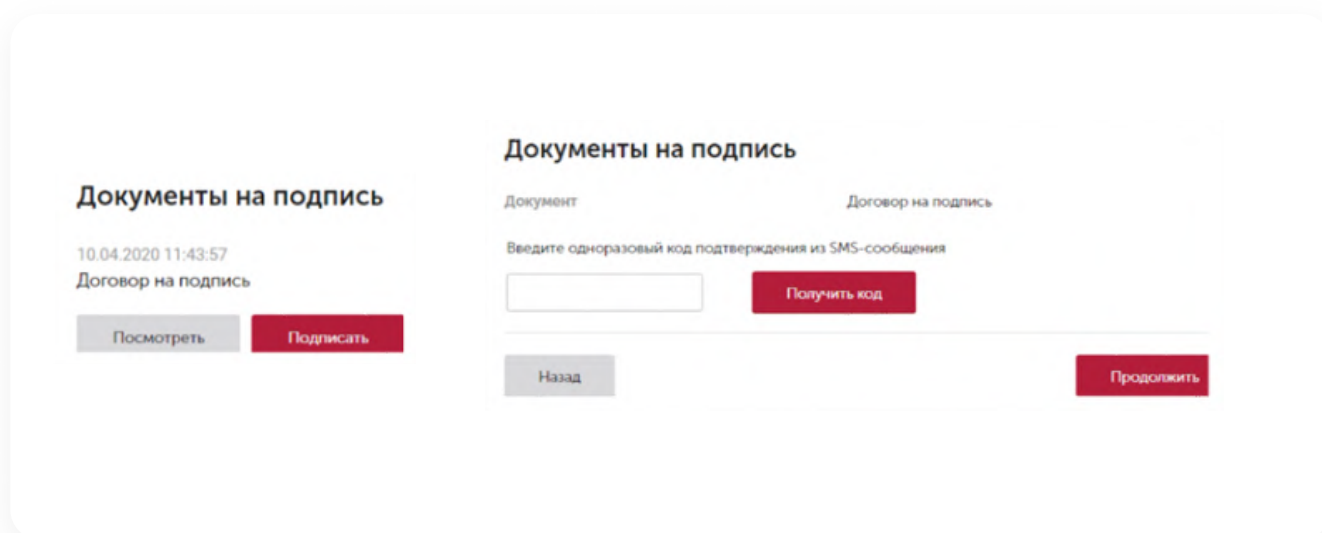 Документы на подпись
10.04.2020 11:43:57
Договор на подпись
Посмотреть Подписать
Документы на подпись
Документ Договор на подпись
Введите одноразовый код подтверждения из SMS-сообщения
Получить код
Назад Продолжить